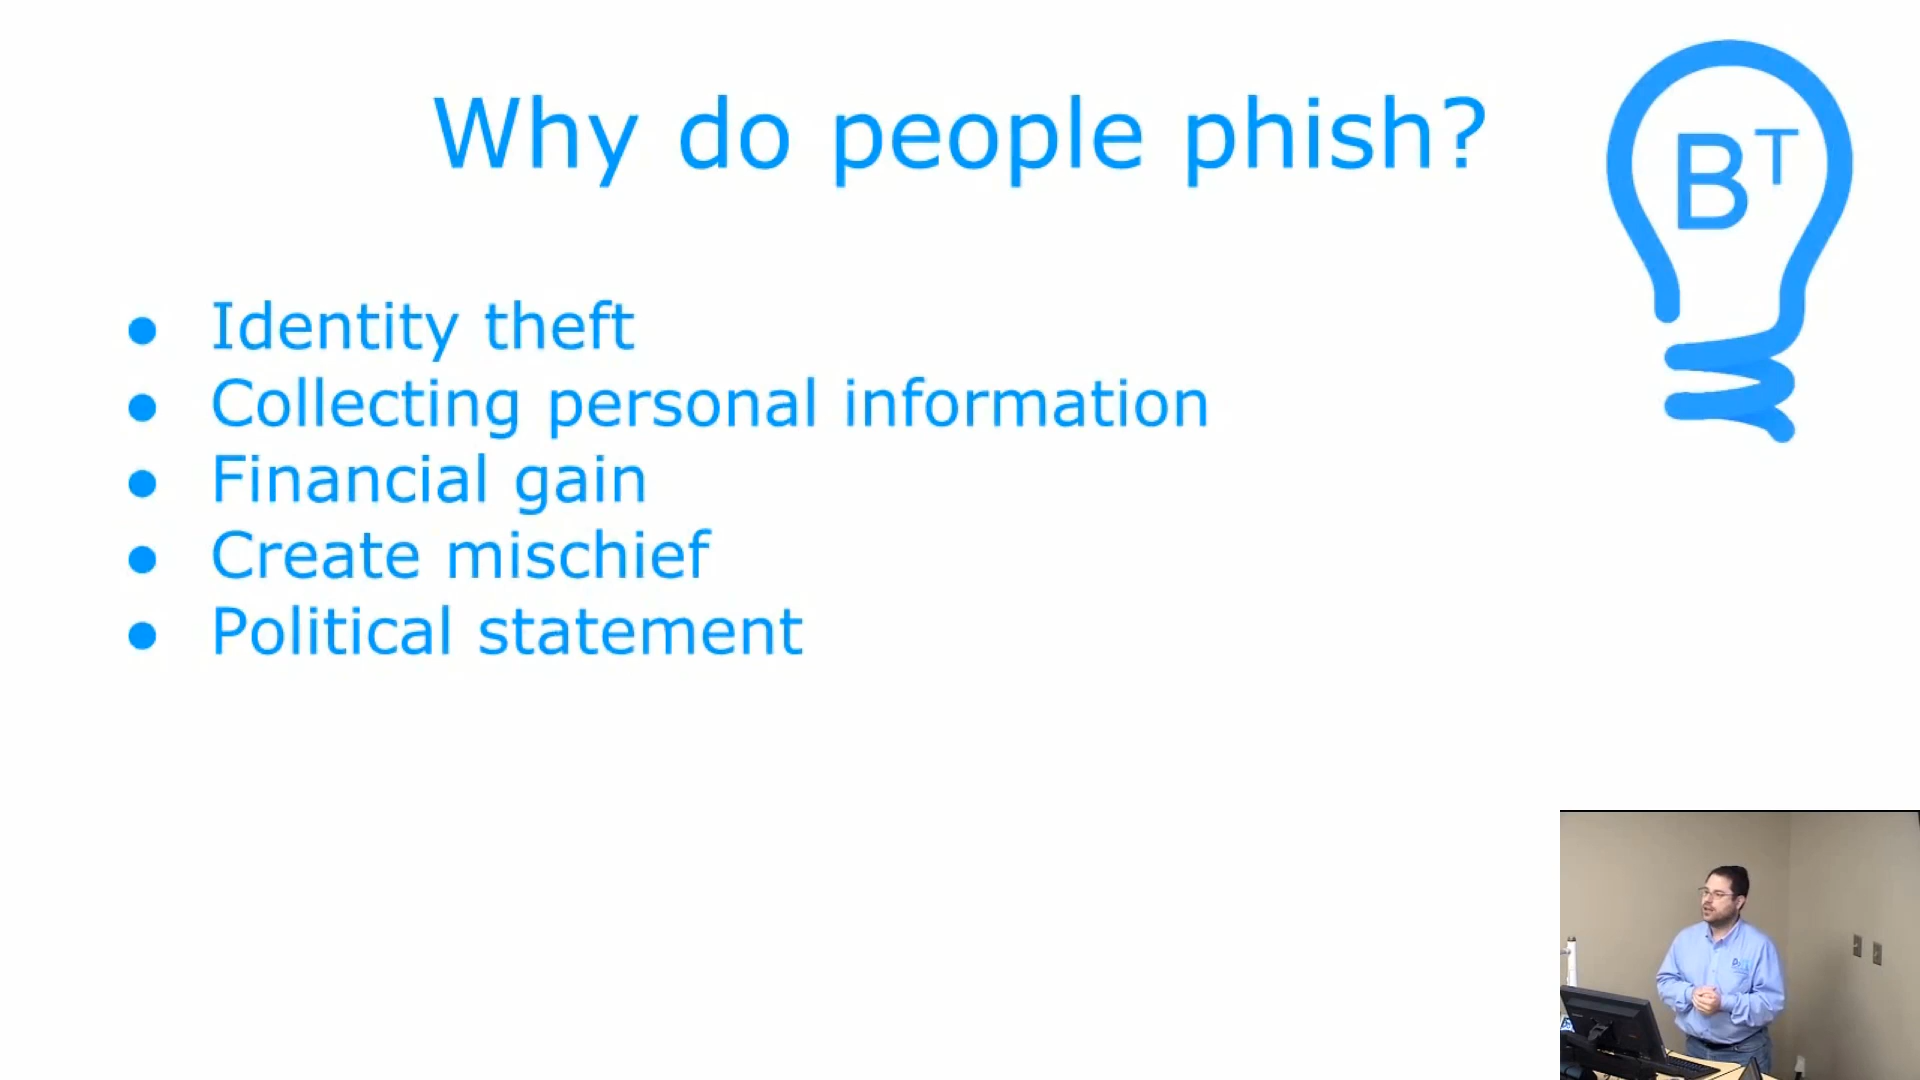 Why do people phish?
BT
● Identity theft
● Collecting personal information
● Financial gain
● Create mischief
● Political statement